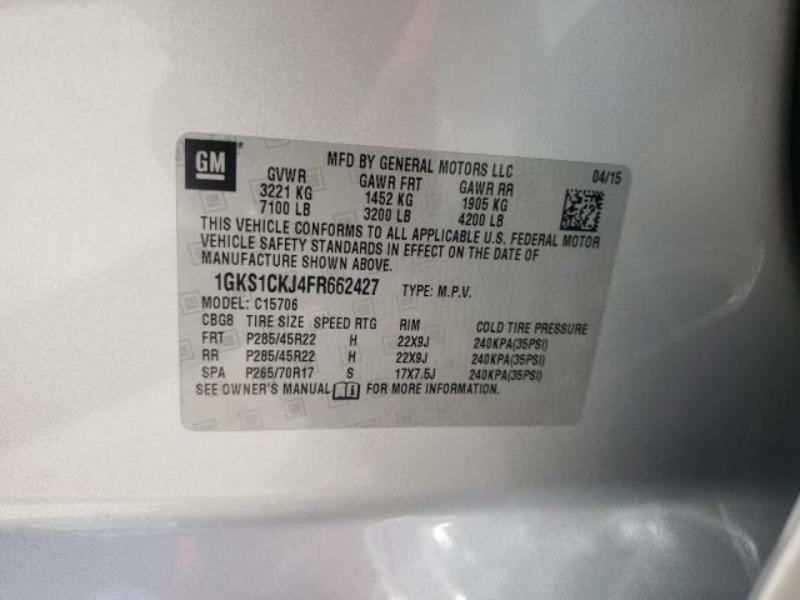 GM®
MFD BY GENERAL MOTORS LLC
04/15
GVWR GAWR FRT GAWR RR
3221 KG 1452 KG 1905 KG
7100 LB 3200 LB 4200 LB
THIS VEHICLE CONFORMS TO ALL APPLICABLE U.S. FEDERAL MOTOR
VEHICLE SAFETY STANDARDS IN EFFECT ON THE DATE OF
MANUFACTURE SHOWN ABOVE.
1GKS1CKJ4FR662427 TYPE: M.P.V.
MODEL: C15706
CBG8 TIRE SIZE SPEED RTG RIM COLD TIRE PRESSURE
FRT P285/45R22 H 22X9J 240KPA(35PSI)
RR P285/45R22 H 22X9J 240KPA(35PSI)
SPA P265/70R17 S 17X7.5J 240KPA(35PSI)
SEE OWNER'S MANUAL FOR MORE INFORMATION.